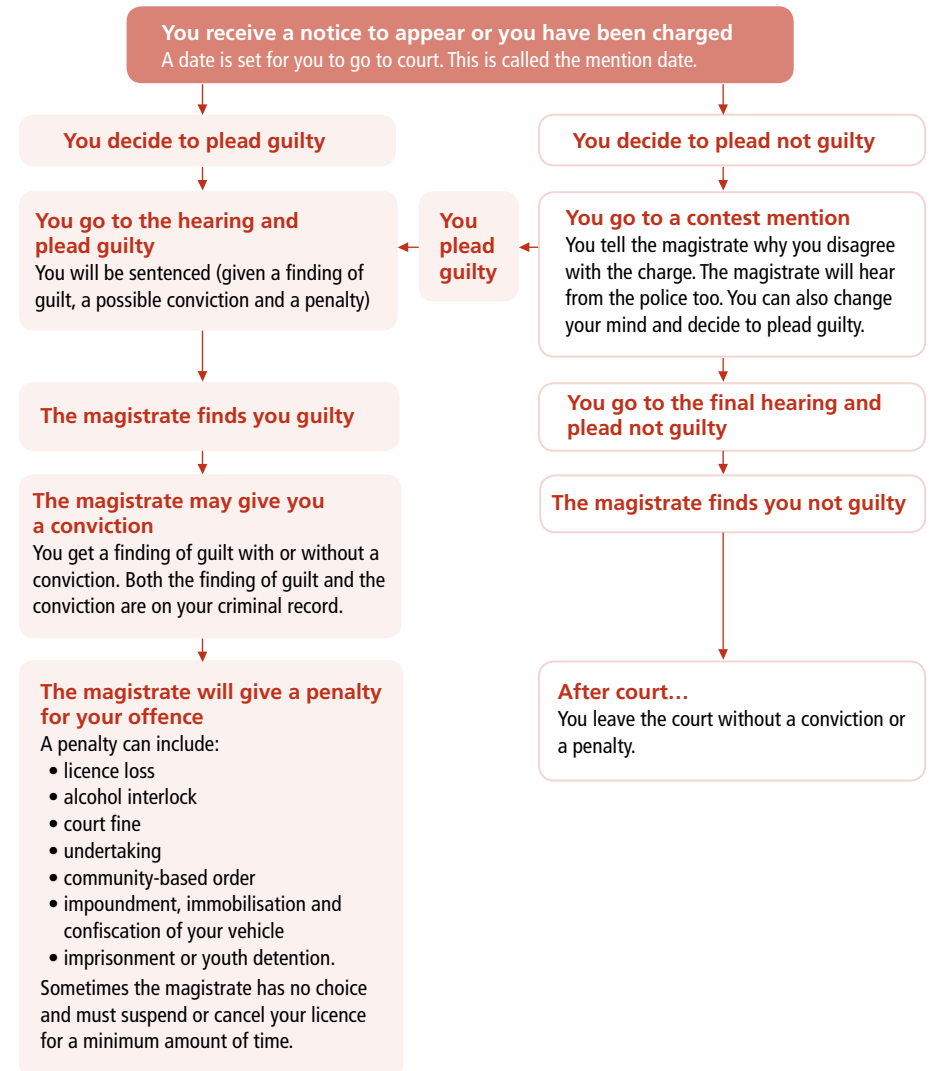 You receive a notice to appear or you have been charged
A date is set for you to go to court. This is called the mention date.
You decide to plead guilty
You decide to plead not guilty
You go to the hearing and
plead guilty
You will be sentenced (given a finding of
guilt, a possible conviction and a penalty)
You
plead
guilty
You go to a contest mention
You tell the magistrate why you disagree
with the charge. The magistrate will hear
from the police too. You can also change
your mind and decide to plead guilty.
The magistrate finds you guilty
You go to the final hearing and
plead not guilty
The magistrate may give you
a conviction
You get a finding of guilt with or without a
conviction. Both the finding of guilt and the
conviction are on your criminal record.
The magistrate finds you not guilty
The magistrate will give a penalty
for your offence
A penalty can include:
• licence loss
• alcohol interlock
• court fine
• undertaking
• community-based order
• impoundment, immobilisation and
confiscation of your vehicle
• imprisonment or youth detention.
Sometimes the magistrate has no choice
and must suspend or cancel your licence
for a minimum amount of time.
After court...
You leave the court without a conviction or
a penalty.